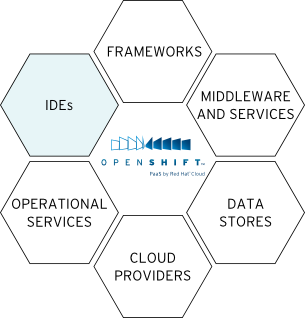 FRAMEWORKS
IDEs
MIDDLEWARE
AND SERVICES
OPENSHIFT™
PaaS by Red Hat® Cloud
OPERATIONAL
SERVICES
DATA
STORES
CLOUD
PROVIDERS